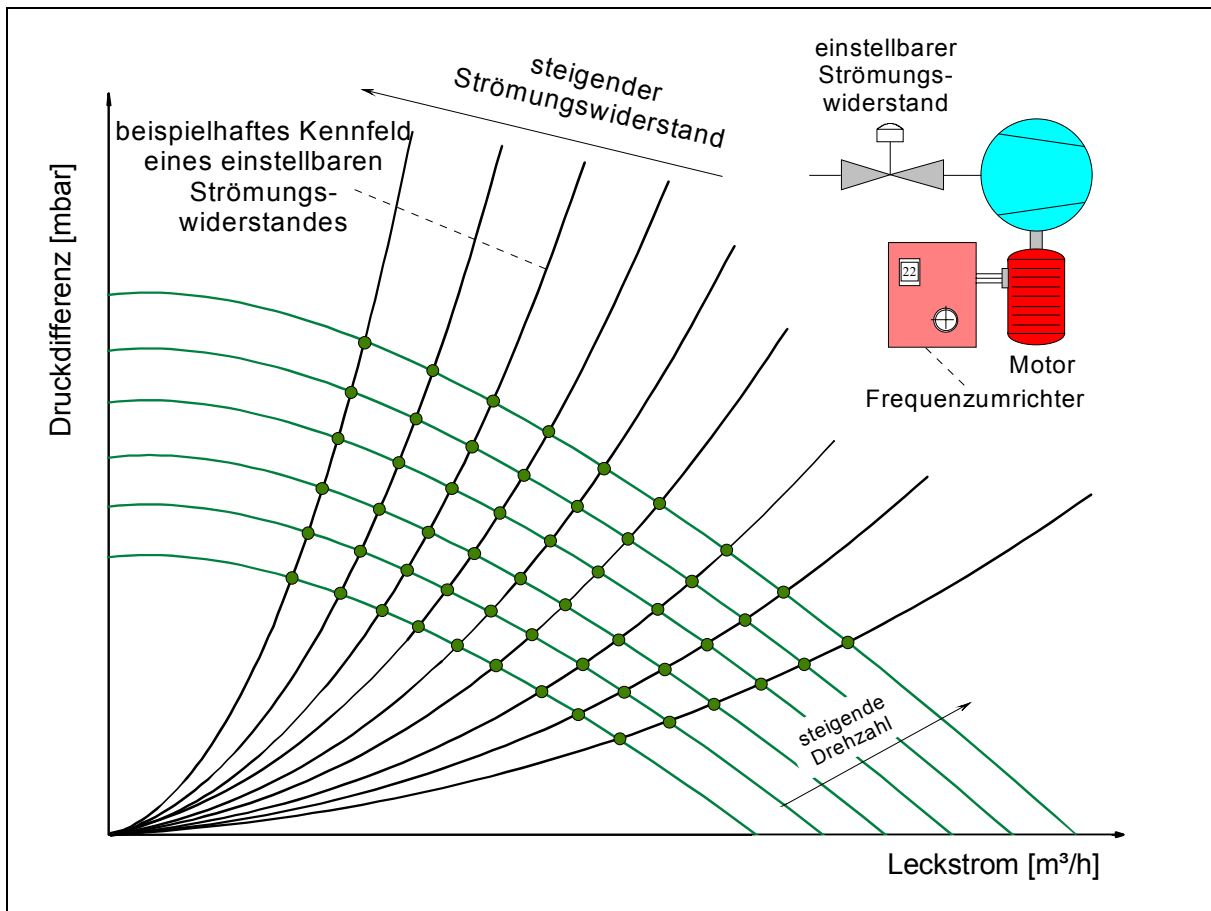 einstellbarer
Strömungs-
widerstand
steigender
Strömungswiderstand
beispielhaftes Kennfeld
eines einstellbaren
Strömungs-
widerstandes
Druckdifferenz [mbar]
22
Motor
Frequenzumrichter
steigende
Drehzahl
Leckstrom [m³/h]